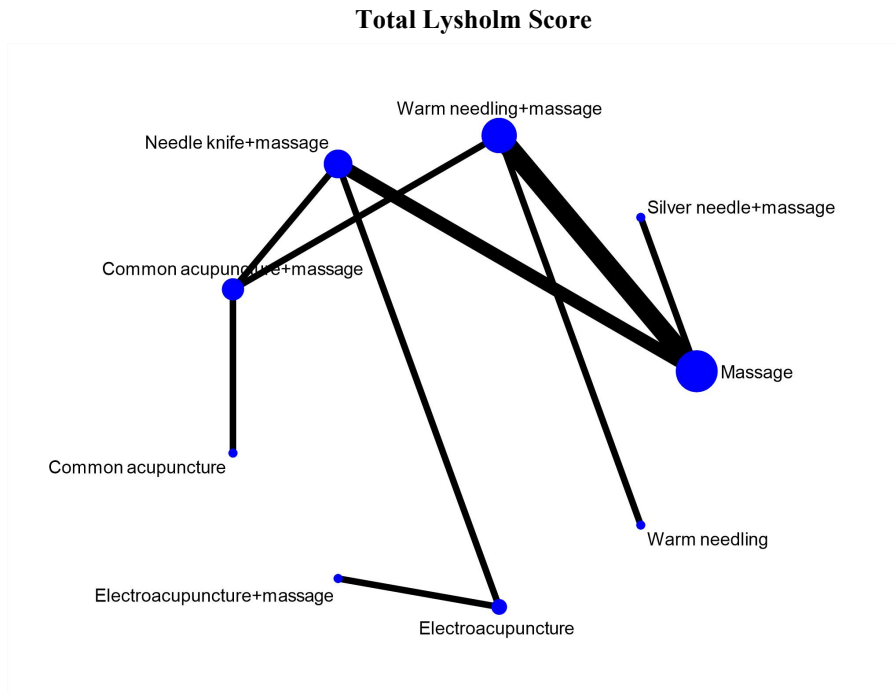 Total Lysholm Score
Warm needling+massage
Needle knife+massage
Silver needle+massage
Common acupuncture+massage
Massage
Common acupuncture
Warm needling
Electroacupuncture+massage
Electroacupuncture